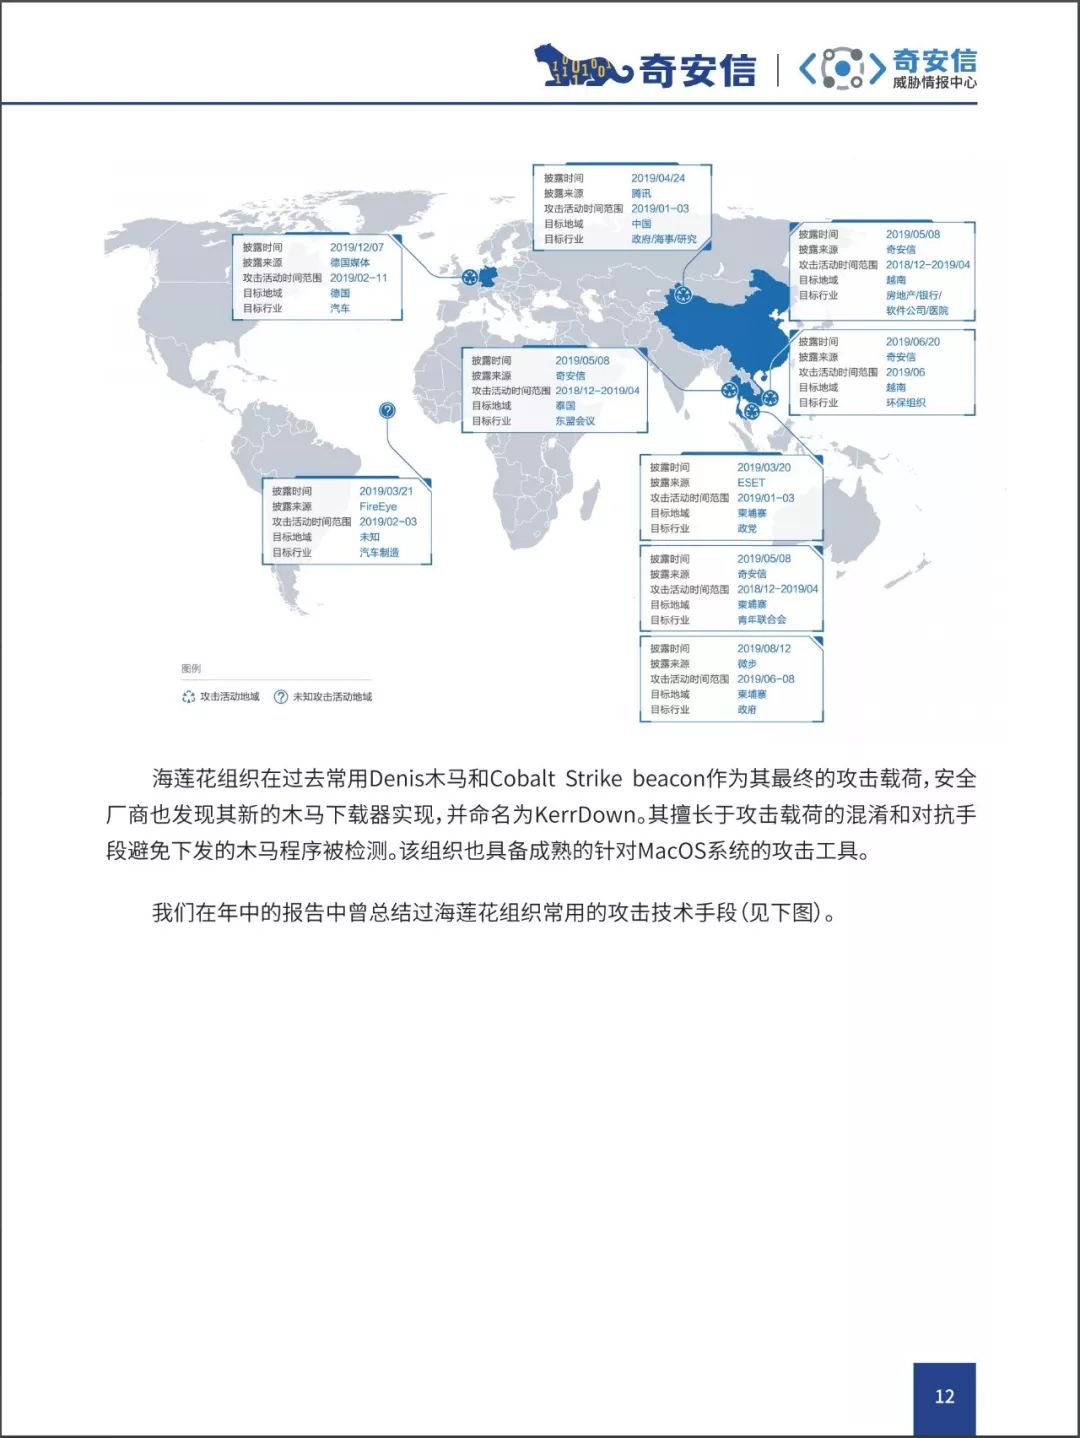 奇安信
奇安信
威胁情报中心
披露时间 2019/04/24
披露来源 腾讯
攻击活动时间范围 2019/01-03
目标地域 中国
目标行业 政府/海事/研究
披露时间 2019/12/07
披露来源 德国媒体
攻击活动时间范围 2019/02-11
目标地域 德国
目标行业 汽车
披露时间 2019/05/08
披露来源 奇安信
攻击活动时间范围 2018/12-2019/04
目标地域 越南
目标行业 房地产/银行/
软件公司/医院
披露时间 2019/06/20
披露来源 奇安信
攻击活动时间范围 2019/06
目标地域 越南
目标行业 环保组织
披露时间 2019/05/08
披露来源 奇安信
攻击活动时间范围 2018/12-2019/04
目标地域 泰国
目标行业 东盟会议
披露时间 2019/03/21
披露来源 FireEye
攻击活动时间范围 2019/02-03
目标地域 未知
目标行业 汽车制造
披露时间 2019/03/20
披露来源 ESET
攻击活动时间范围 2019/01-03
目标地域 柬埔寨
目标行业 政党
披露时间 2019/05/08
披露来源 奇安信
攻击活动时间范围 2018/12-2019/04
目标地域 柬埔寨
目标行业 青年联合会
披露时间 2019/08/12
披露来源 微步
攻击活动时间范围 2019/06-08
目标地域 柬埔寨
目标行业 政府
图例
攻击活动地域 ? 未知攻击活动地域
海莲花组织在过去常用Denis木马和Cobalt Strike beacon作为其最终的攻击载荷,安全
厂商也发现其新的木马下载器实现,并命名为KerrDown。其擅长于攻击载荷的混淆和对抗手
段避免下发的木马程序被检测。该组织也具备成熟的针对MacOS系统的攻击工具。
我们在年中的报告中曾总结过海莲花组织常用的攻击技术手段(见下图)。
12